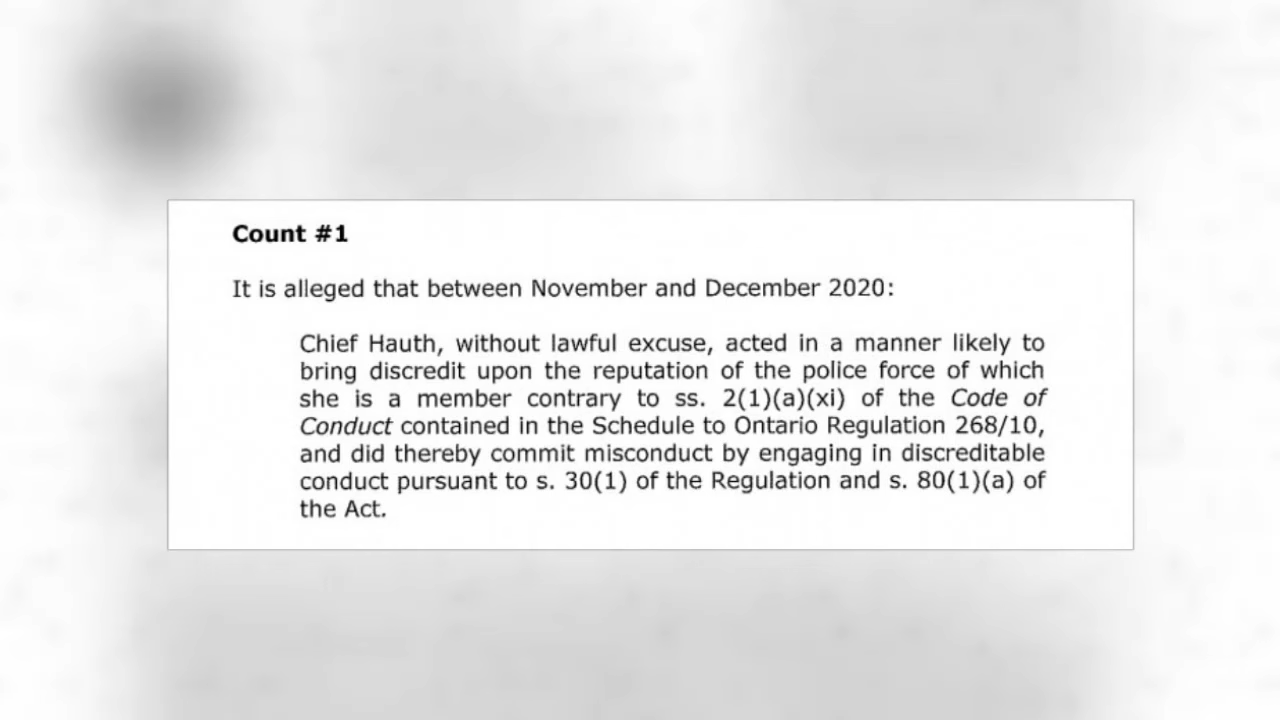 Count #1
It is alleged that between November and December 2020:
Chief Hauth, without lawful excuse, acted in a manner likely to
bring discredit upon the reputation of the police force of which
she is a member contrary to ss. 2(1)(a)(xi) of the Code of
Conduct contained in the Schedule to Ontario Regulation 268/10,
and did thereby commit misconduct by engaging in discreditable
conduct pursuant to s. 30(1) of the Regulation and s. 80(1)(a) of
the Act.